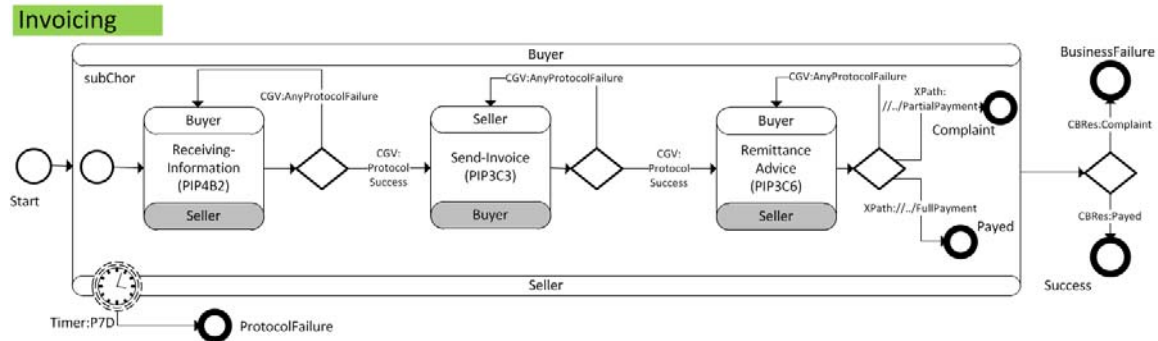 Invoicing
Buyer
BusinessFailure
subChor
CGV:AnyProtocolFailure
CGV:AnyProtocolFailure
CGV:AnyProtocolFailure
XPath:
//../PartialPayment
Complaint
Buyer
Receiving-
Information
(PIP4B2)
Seller
CGV:
Protocol
Success
Seller
Send-Invoice
(PIP3C3)
Buyer
CGV:
Protocol
Success
Buyer
Remittance
Advice
(PIP3C6)
Seller
CBRes:Complaint
Start
XPath://../FullPayment
Payed
CBRes:Payed
Seller
Success
Timer:P7D
ProtocolFailure